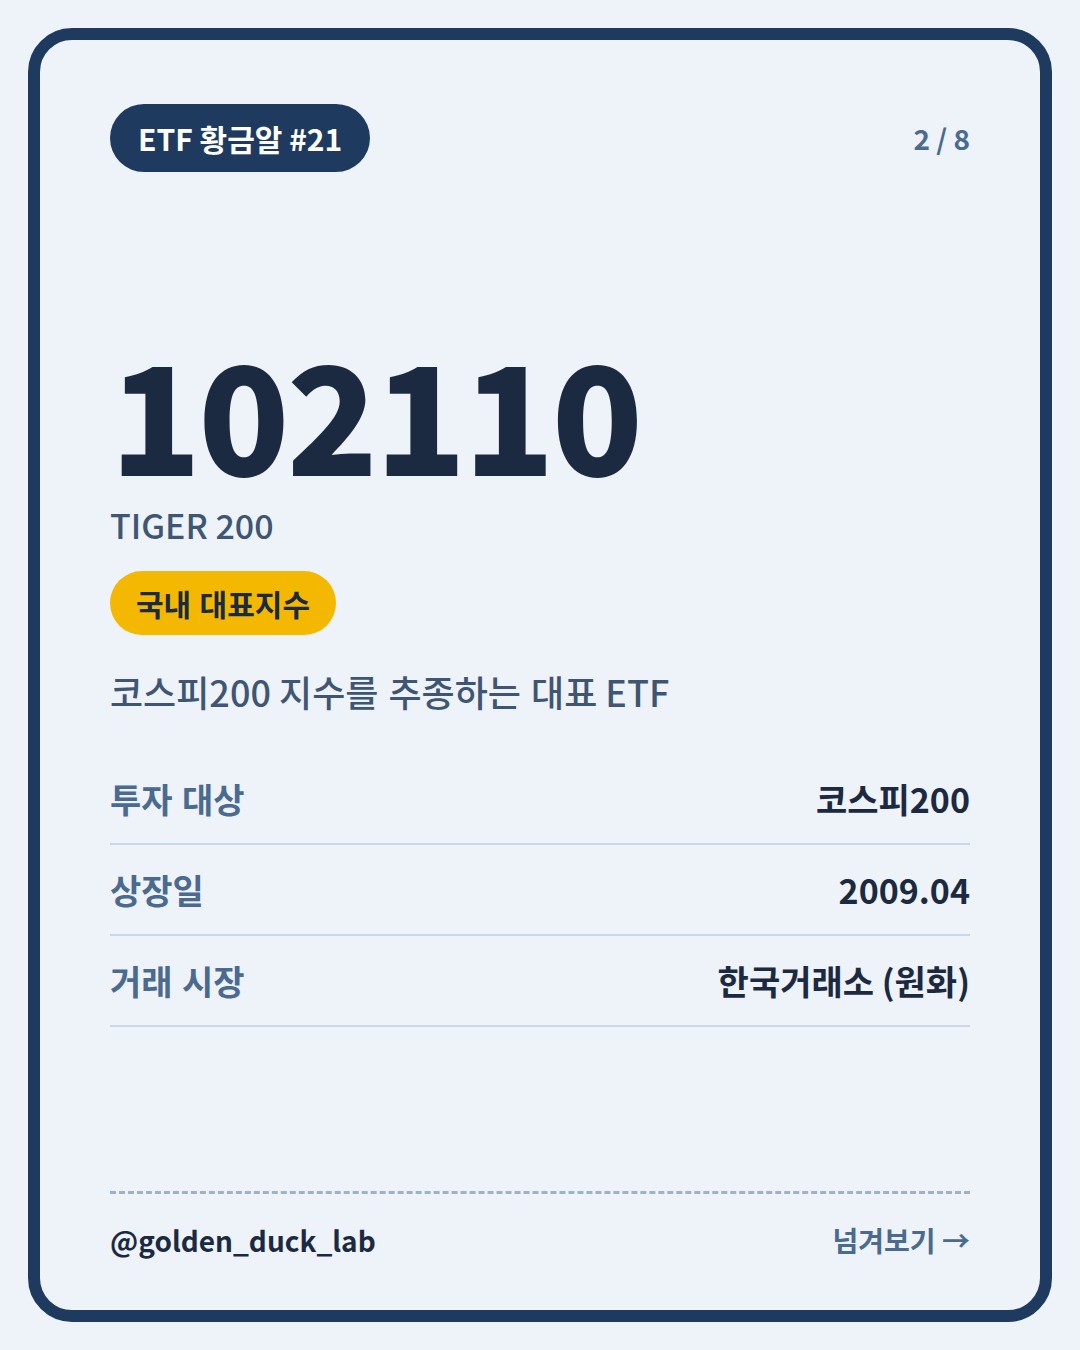 ETF 황금알 #21
2 / 8
102110
TIGER 200
국내 대표지수
코스피200 지수를 추종하는 대표 ETF
투자 대상
코스피200
상장일
2009.04
거래 시장
한국거래소 (원화)
@golden_duck_lab
넘겨보기 →